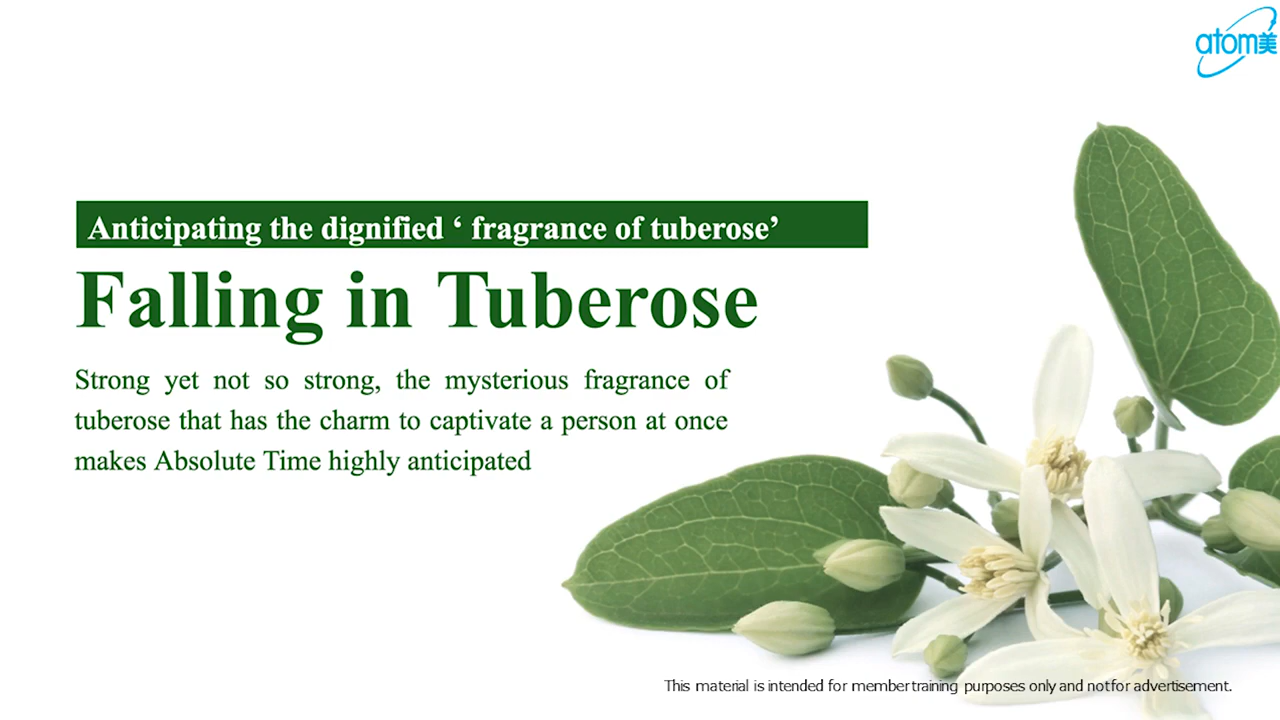 atom美
Anticipating the dignified ‘ fragrance of tuberose’
Falling in Tuberose
Strong yet not so strong, the mysterious fragrance of
tuberose that has the charm to captivate a person at once
makes Absolute Time highly anticipated
This material is intended for member training purposes only and not for advertisement.